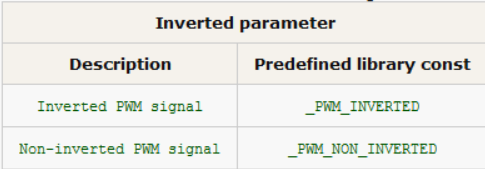 Inverted parameter
Description Predefined library const
Inverted PWM signal _PWM_INVERTED
Non-inverted PWM signal _PWM_NON_INVERTED